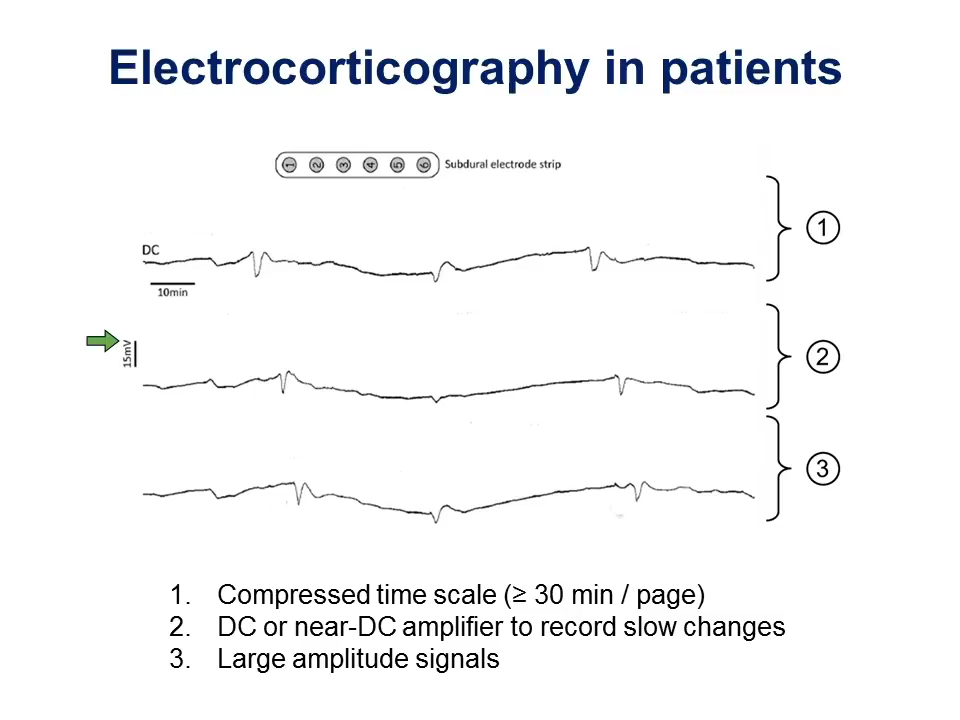 Electrocorticography in patients
1 2 3 4 5 6 Subdural electrode strip
DC
10min
1
15mV
2
3
1. Compressed time scale (≥ 30 min / page)
2. DC or near-DC amplifier to record slow changes
3. Large amplitude signals